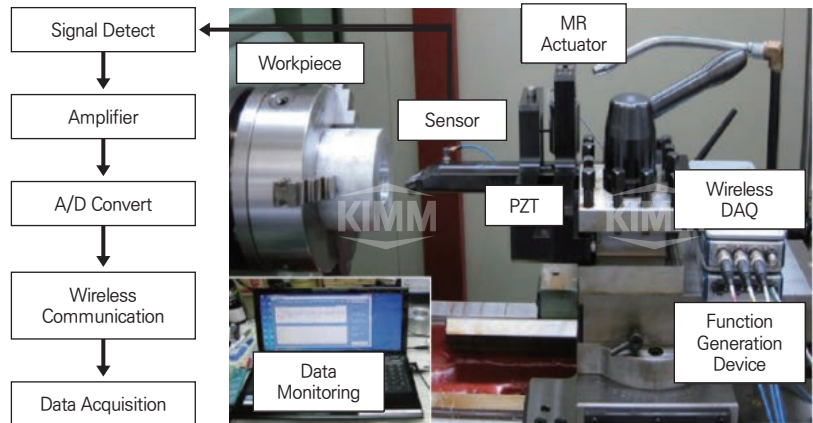 Signal Detect
Amplifier
A/D Convert
Wireless
Communication
Data Acquisition
Workpiece
Sensor
MR
Actuator
PZT
Wireless
DAQ
Function
Generation
Device
Data
Monitoring
KIMM
KIMM